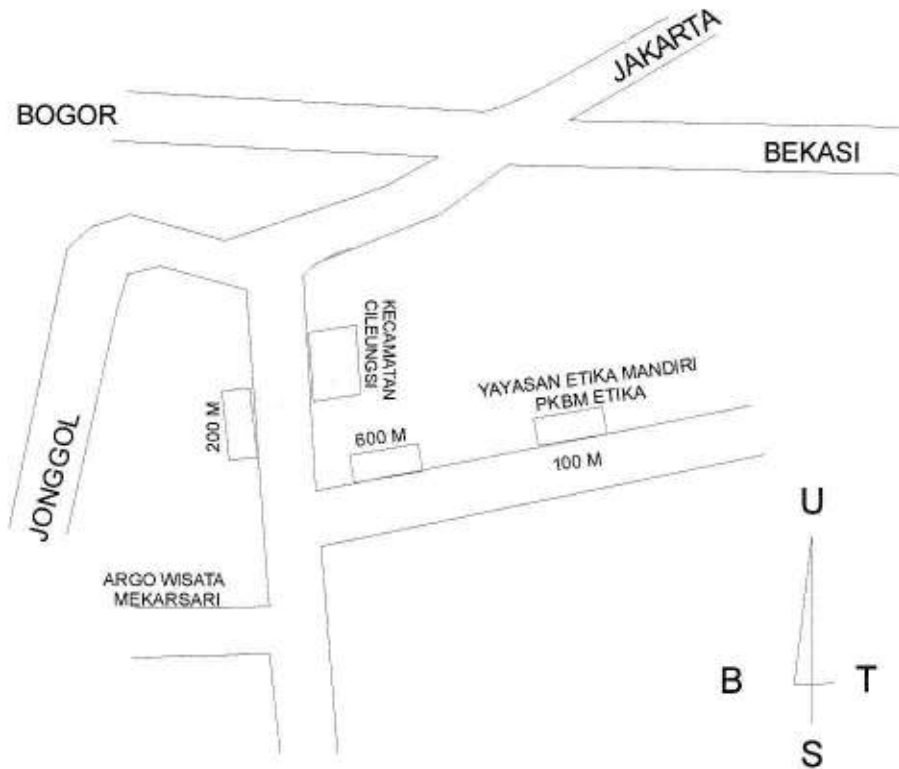 JAKARTA
BOGOR
BEKASI
KECAMATAN
CILEUNGSI
YAYASAN ETIKA MANDIRI
PKBM ETIKA
200 M
600 M
100 M
JONGGOL
U
ARGO WISATA
MEKARSARI
B
T
S